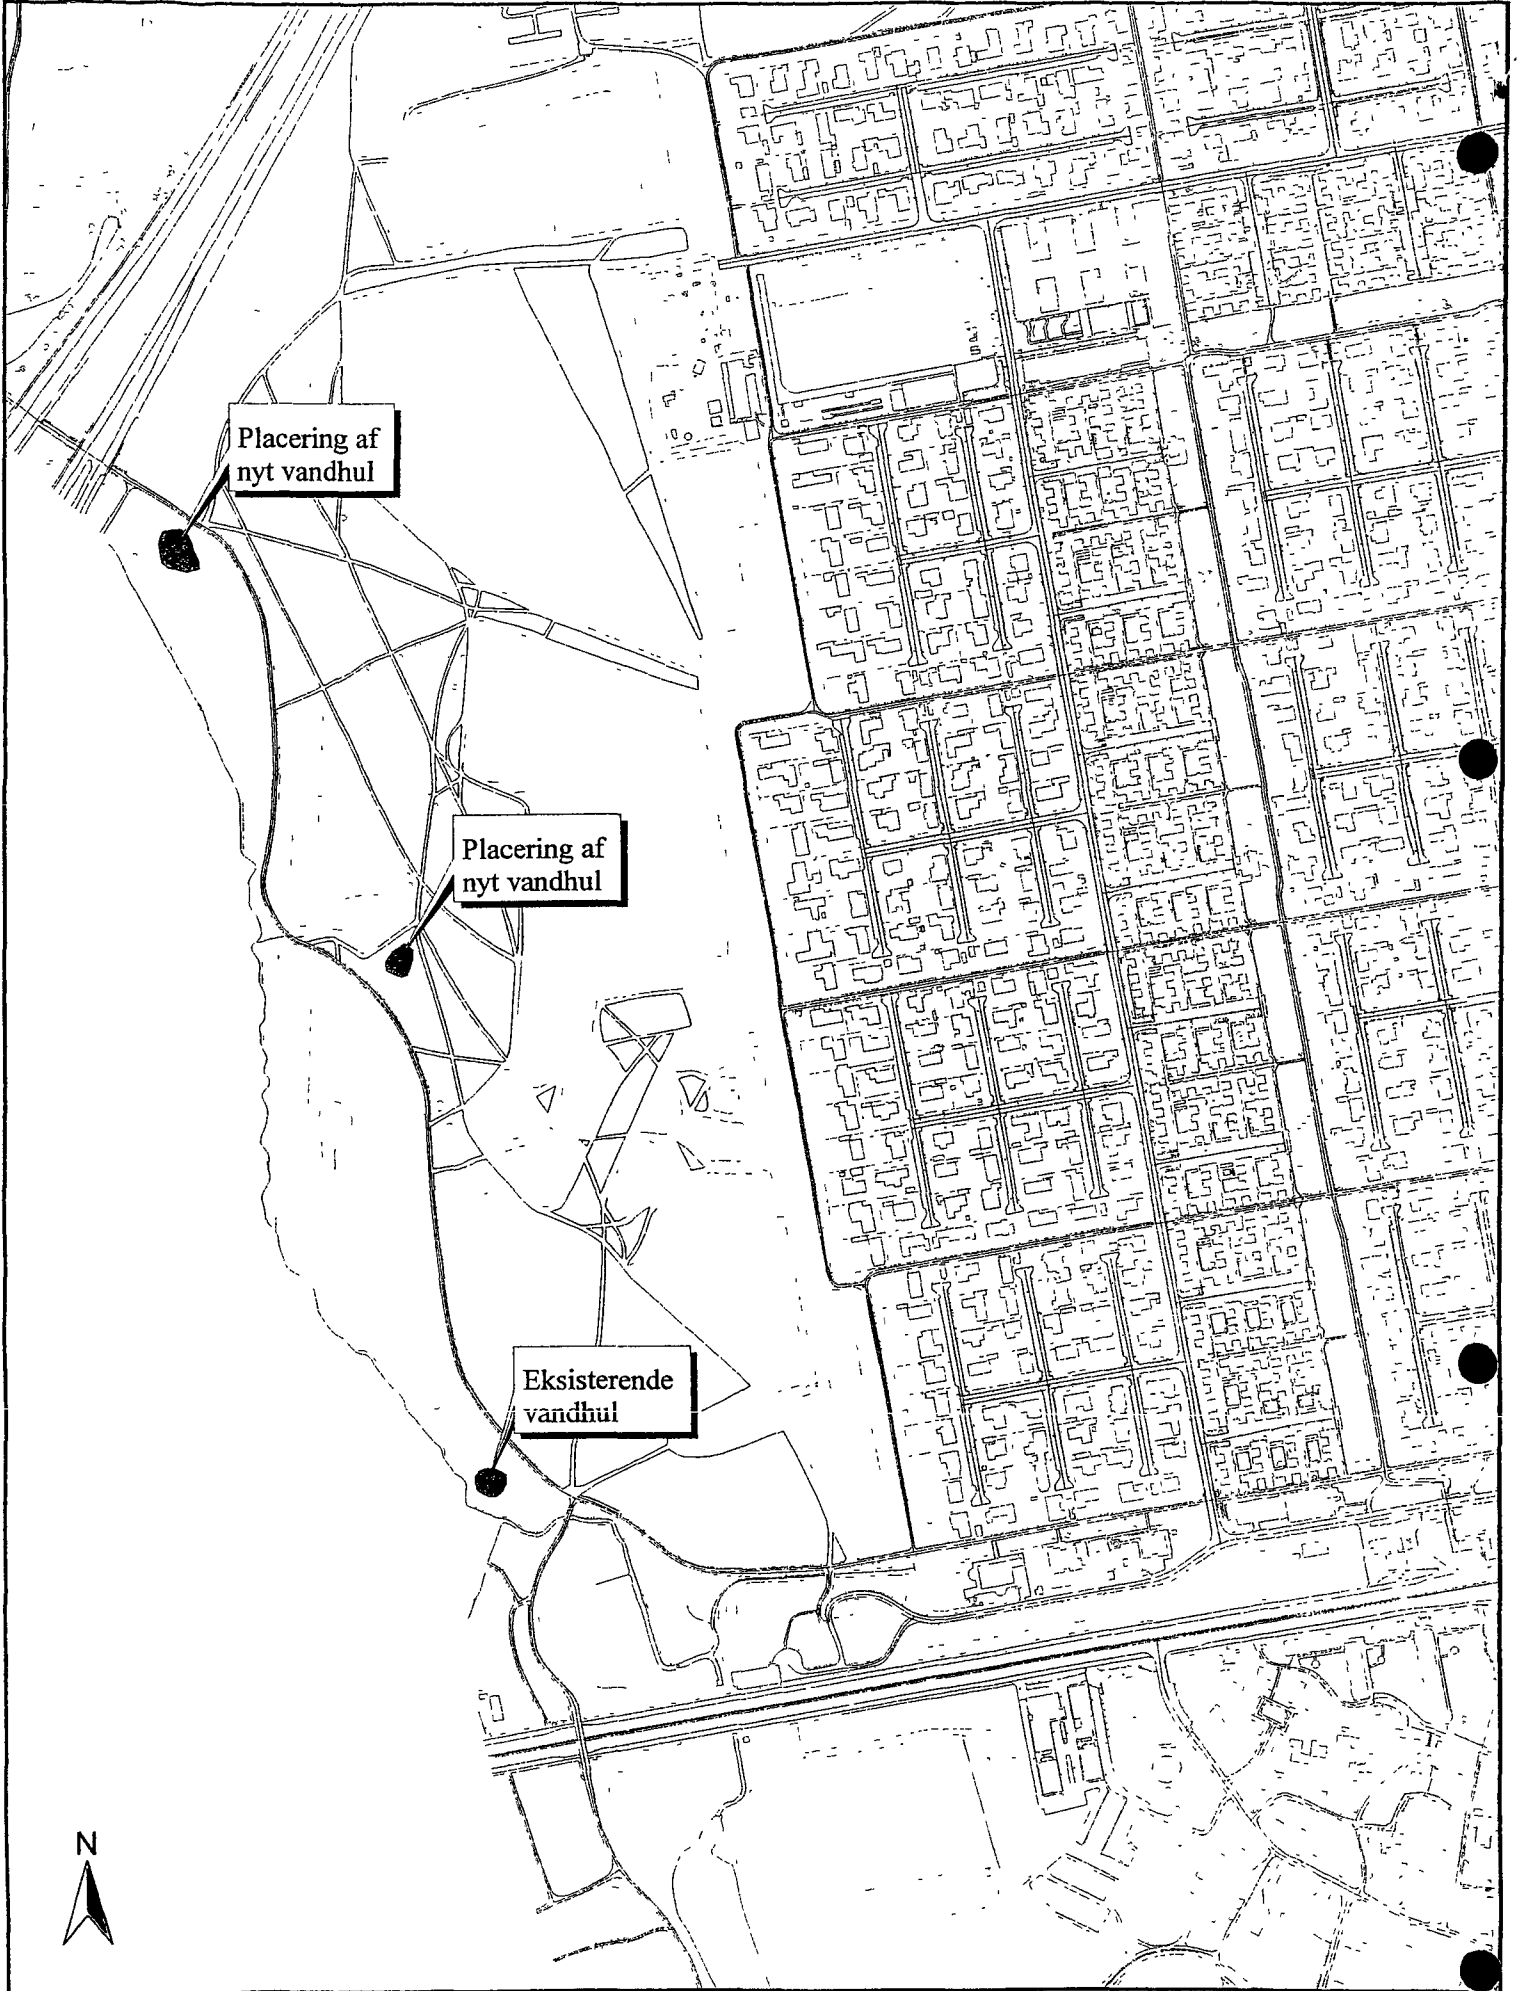 Placering af
nyt vandhul
Placering af
nyt vandhul
Eksisterende
vandhul
N